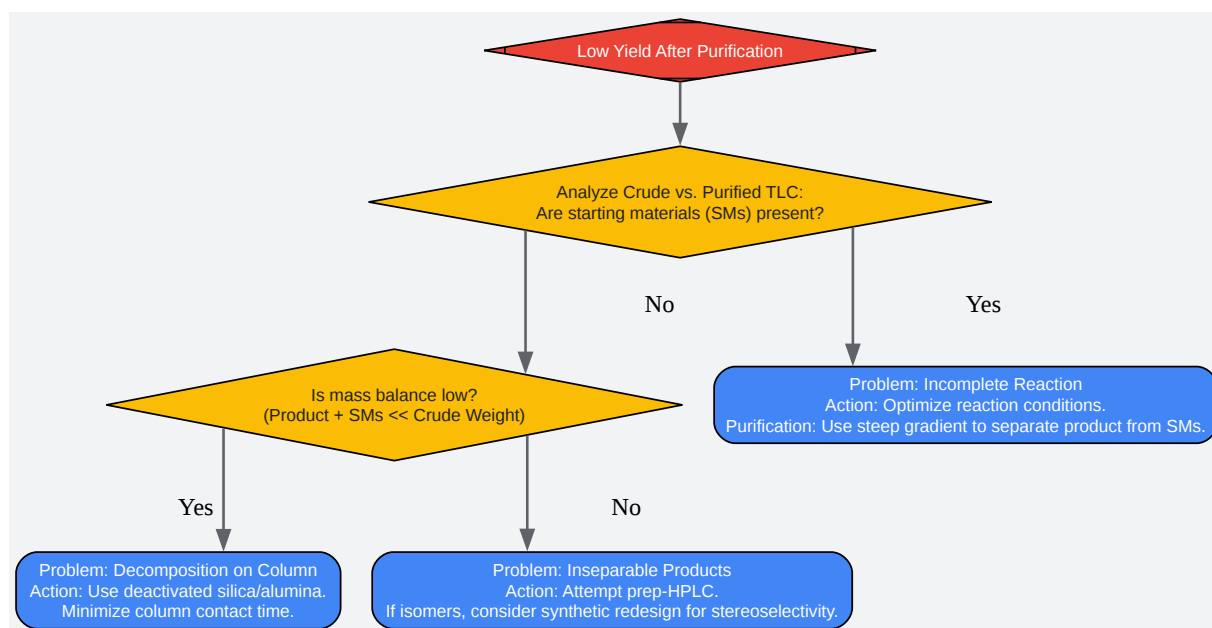 Low Yield After Purification
Analyze Crude vs. Purified TLC:
Are starting materials (SMs) present?
No
Yes
Is mass balance low?
(Product + SMs << Crude Weight)
Problem: Incomplete Reaction
Action: Optimize reaction conditions.
Purification: Use steep gradient to separate product from SMs.
Yes
No
Problem: Decomposition on Column
Action: Use deactivated silica/alumina.
Minimize column contact time.
Problem: Inseparable Products
Action: Attempt prep-HPLC.
If isomers, consider synthetic redesign for stereoselectivity.